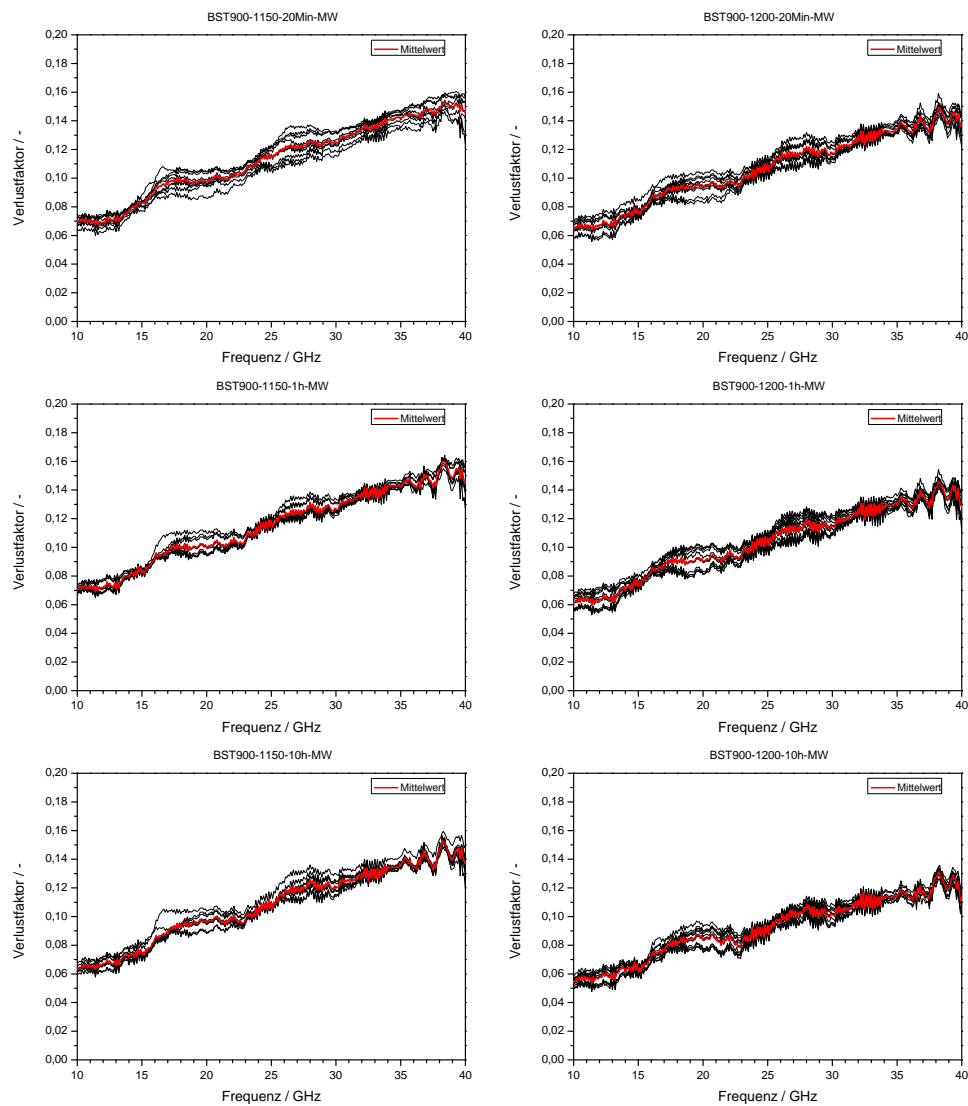 BST900-1150-20Min-MW
0,20
0,18
0,16
0,14
0,12
0,10
0,08
0,06
0,04
0,02
0,00
Verlustfaktor / -
Mittelwert
10 15 20 25 30 35 40
Frequenz / GHz
BST900-1200-20Min-MW
0,20
0,18
0,16
0,14
0,12
0,10
0,08
0,06
0,04
0,02
0,00
Verlustfaktor / -
Mittelwert
10 15 20 25 30 35 40
Frequenz / GHz
BST900-1150-1h-MW
0,20
0,18
0,16
0,14
0,12
0,10
0,08
0,06
0,04
0,02
0,00
Verlustfaktor / -
Mittelwert
10 15 20 25 30 35 40
Frequenz / GHz
BST900-1200-1h-MW
0,20
0,18
0,16
0,14
0,12
0,10
0,08
0,06
0,04
0,02
0,00
Verlustfaktor / -
Mittelwert
10 15 20 25 30 35 40
Frequenz / GHz
BST900-1150-10h-MW
0,20
0,18
0,16
0,14
0,12
0,10
0,08
0,06
0,04
0,02
0,00
Verlustfaktor / -
Mittelwert
10 15 20 25 30 35 40
Frequenz / GHz
BST900-1200-10h-MW
0,20
0,18
0,16
0,14
0,12
0,10
0,08
0,06
0,04
0,02
0,00
Verlustfaktor / -
Mittelwert
10 15 20 25 30 35 40
Frequenz / GHz